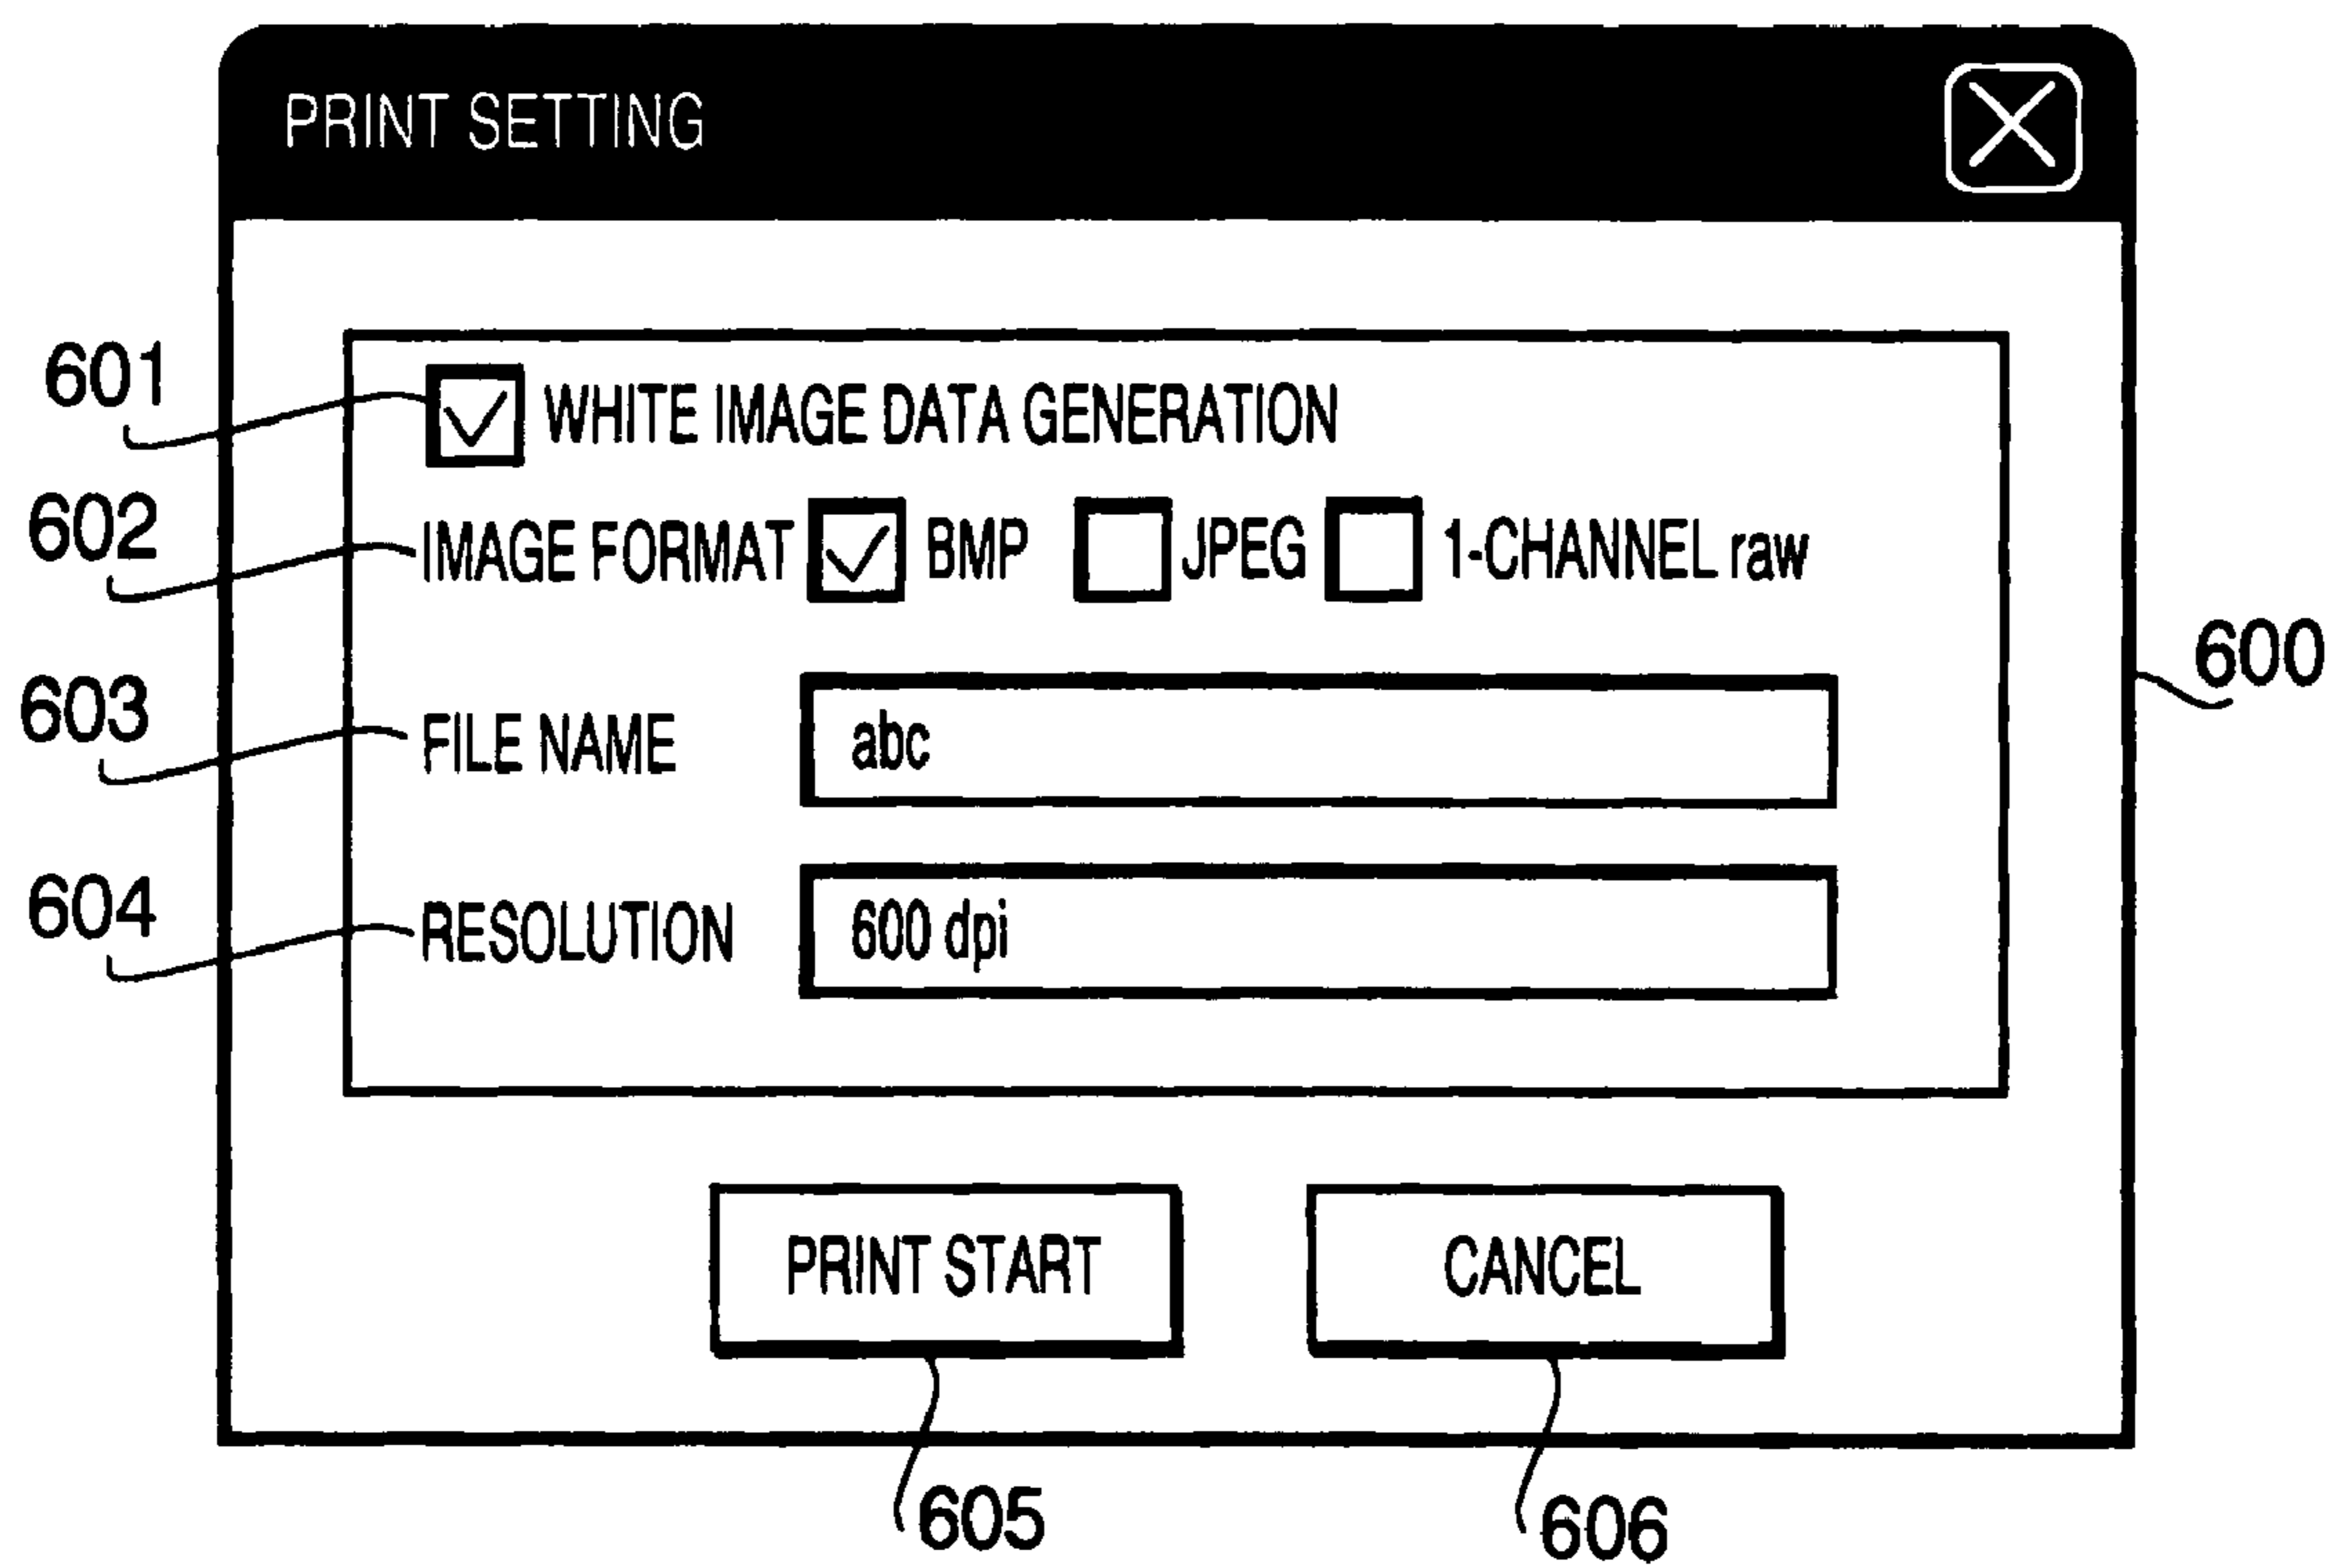 PRINT SETTING
601
WHITE IMAGE DATA GENERATION
602
IMAGE FORMAT BMP JPEG 1-CHANNEL raw
600
603
FILE NAME abc
604
RESOLUTION 600 dpi
PRINT START CANCEL
605 606